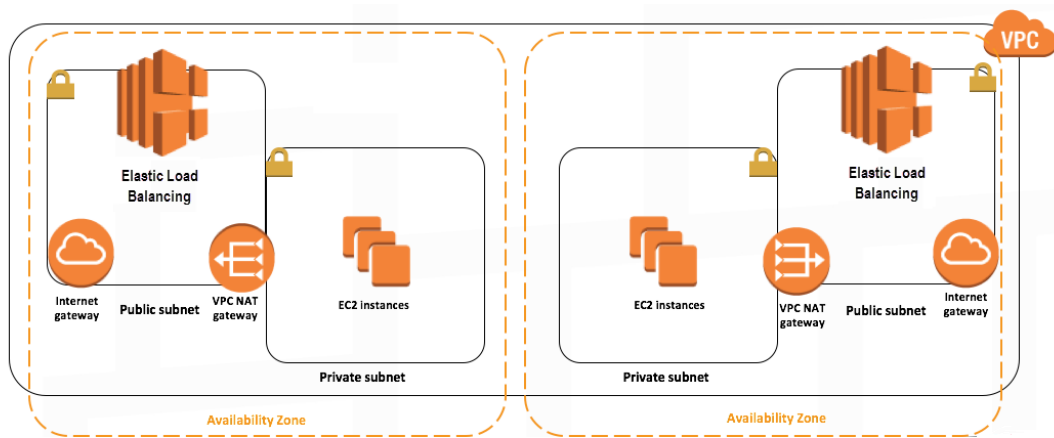 VPC
Elastic Load
Balancing
Internet
gateway
Public subnet
VPC NAT
gateway
EC2 instances
Private subnet
Availability Zone
Elastic Load
Balancing
EC2 instances
VPC NAT
gateway
Public subnet
Internet
gateway
Private subnet
Availability Zone